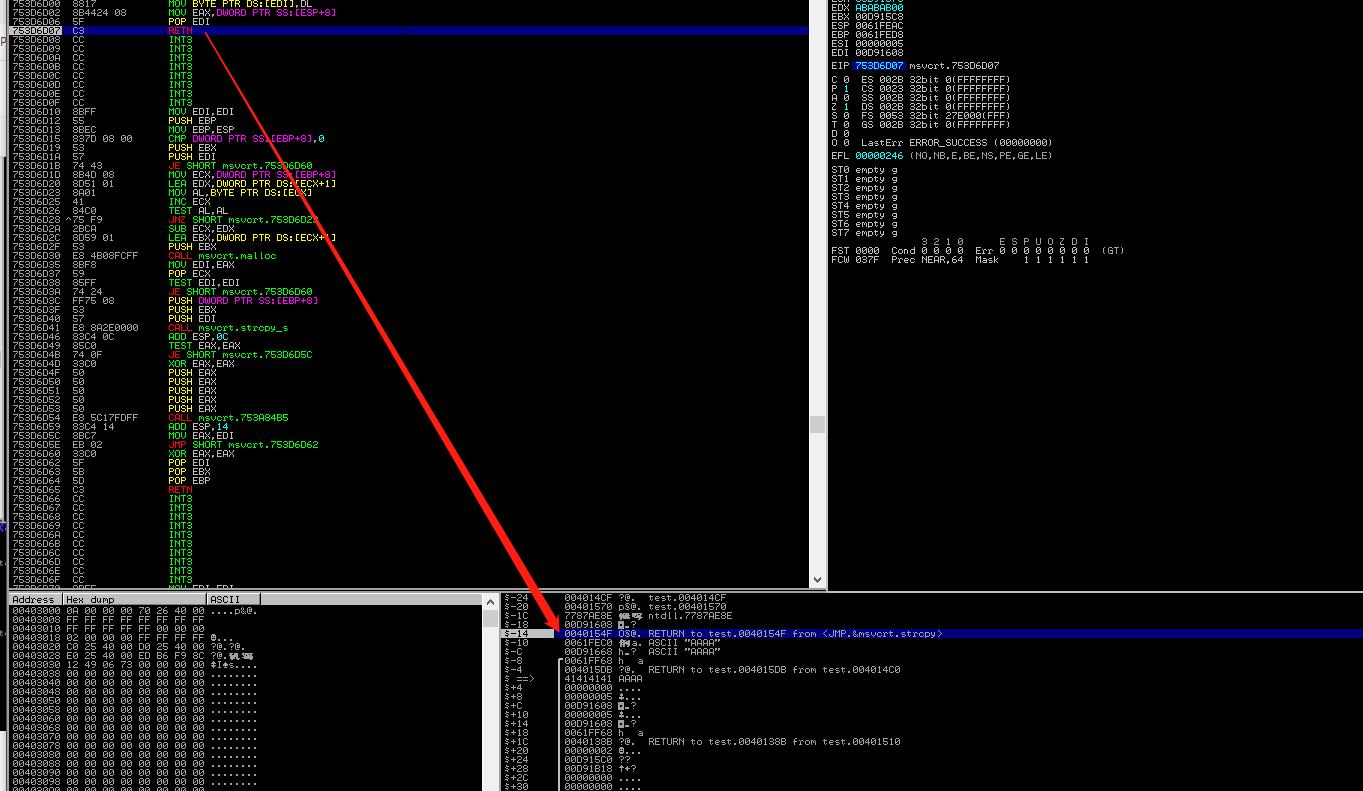 753D6D00 8817 MOV BYTE PTR DS:[EDI],DL
753D6D02 8B4424 08 MOV EAX,DWORD PTR SS:[ESP+8]
753D6D06 5F POP EDI
753D6D07 C3 RETN
753D6D08 CC INT3
753D6D09 CC INT3
753D6D0A CC INT3
753D6D0B CC INT3
753D6D0C CC INT3
753D6D0D CC INT3
753D6D0E CC INT3
753D6D0F CC INT3
753D6D10 8BFF MOV EDI,EDI
753D6D12 55 PUSH EBP
753D6D13 8BEC MOV EBP,ESP
753D6D15 837D 08 00 CMP DWORD PTR SS:[EBP+8],0
753D6D19 53 PUSH EBX
753D6D1A 57 PUSH EDI
753D6D1B 74 43 JE SHORT msvcrt.753D6D60
753D6D1D 8B4D 08 MOV ECX,DWORD PTR SS:[EBP+8]
753D6D20 8D51 01 LEA EDX,DWORD PTR DS:[ECX+1]
753D6D23 8A01 MOV AL,BYTE PTR DS:[ECX]
753D6D25 41 INC ECX
753D6D26 84C0 TEST AL,AL
753D6D28 ^75 F9 JNZ SHORT msvcrt.753D6D23
753D6D2A 2BCA SUB ECX,EDX
753D6D2C 8D59 01 LEA EBX,DWORD PTR DS:[ECX+1]
753D6D2F 53 PUSH EBX
753D6D30 E8 4B08FCFF CALL msvcrt.malloc
753D6D35 8BF8 MOV EDI,EAX
753D6D37 59 POP ECX
753D6D38 85FF TEST EDI,EDI
753D6D3A 74 24 JE SHORT msvcrt.753D6D60
753D6D3C FF75 08 PUSH DWORD PTR SS:[EBP+8]
753D6D3F 53 PUSH EBX
753D6D40 57 PUSH EDI
753D6D41 E8 8A2E0000 CALL msvcrt.strcpy_s
753D6D46 83C4 0C ADD ESP,0C
753D6D49 85C0 TEST EAX,EAX
753D6D4B 74 0F JE SHORT msvcrt.753D6D5C
753D6D4D 33C0 XOR EAX,EAX
753D6D4F 50 PUSH EAX
753D6D50 50 PUSH EAX
753D6D51 50 PUSH EAX
753D6D52 50 PUSH EAX
753D6D53 50 PUSH EAX
753D6D54 E8 5C17FDFF CALL msvcrt.753A84B5
753D6D59 83C4 14 ADD ESP,14
753D6D5C 8BC7 MOV EAX,EDI
753D6D5E EB 02 JMP SHORT msvcrt.753D6D62
753D6D60 33C0 XOR EAX,EAX
753D6D62 5F POP EDI
753D6D63 5B POP EBX
753D6D64 5D POP EBP
753D6D65 C3 RETN
753D6D66 CC INT3
753D6D67 CC INT3
753D6D68 CC INT3
753D6D69 CC INT3
753D6D6A CC INT3
753D6D6B CC INT3
753D6D6C CC INT3
753D6D6D CC INT3
753D6D6E CC INT3
753D6D6F CC INT3
EDX ABABAB00
EBX 00D915C8
ESP 0061FEAC
EBP 0061FED8
ESI 00000005
EDI 00D91608
EIP 753D6D07 msvcrt.753D6D07
C 0 ES 002B 32bit 0(FFFFFFFF)
P 1 CS 0023 32bit 0(FFFFFFFF)
A 0 SS 002B 32bit 0(FFFFFFFF)
Z 1 DS 002B 32bit 0(FFFFFFFF)
S 0 FS 0053 32bit 27E000(FFF)
T 0 GS 002B 32bit 0(FFFFFFFF)
D 0
O 0 LastErr ERROR_SUCCESS (00000000)
EFL 00000246 (NO,NB,E,BE,NS,PE,GE,LE)
ST0 empty g
ST1 empty g
ST2 empty g
ST3 empty g
ST4 empty g
ST5 empty g
ST6 empty g
ST7 empty g
3 2 1 0 E S P U O Z D I
FST 0000 Cond 0 0 0 0 Err 0 0 0 0 0 0 0 0 (GT)
FCW 037F Prec NEAR,64 Mask 1 1 1 1 1 1
Address Hex dump ASCII
00403000 0A 00 00 00 70 26 40 00 ....p&@.
00403008 FF FF FF FF FF FF FF FF
00403010 FF FF FF FF FF 00 00 00
00403018 02 00 00 00 FF FF FF FF
00403020 C0 25 40 00 D0 25 40 00 ?@.?@.
00403028 E0 25 40 00 ED B6 F9 8C
00403030 12 49 06 73 00 00 00 00
00403038 00 00 00 00 00 00 00 00 ........
00403040 00 00 00 00 00 00 00 00 ........
00403048 00 00 00 00 00 00 00 00 ........
00403050 00 00 00 00 00 00 00 00 ........
00403058 00 00 00 00 00 00 00 00 ........
00403060 00 00 00 00 00 00 00 00 ........
00403068 00 00 00 00 00 00 00 00 ........
00403070 00 00 00 00 00 00 00 00 ........
00403078 00 00 00 00 00 00 00 00 ........
00403080 00 00 00 00 00 00 00 00 ........
00403088 00 00 00 00 00 00 00 00 ........
00403090 00 00 00 00 00 00 00 00 ........
00403098 00 00 00 00 00 00 00 00 ........
$-24 004014CF ?@. test.004014CF
$-20 00401570 p$@. test.00401570
$-1C 7787AE8E ntdll.7787AE8E
$-18 00D91608
$-14 0040154F O$@. RETURN to test.0040154F from <JMP.&msvcrt.strcpy>
$-10 0061FEC0 a. ASCII "AAAA"
$-C 00D91668 h_? ASCII "AAAA"
$-8 0061FF68 h a
$-4 004015DB ?@. RETURN to test.004015DB from test.004014C0
$ ==> 41414141 AAAA
$+4 00000000 ....
$+8 00000005
$+C 00D91608
$+10 00000005
$+14 00D91608
$+18 0061FF68 h a
$+1C 0040138B ?@. RETURN to test.0040138B from test.00401510
$+20 00000002
$+24 00D915C0 ??
$+28 00D91B18
$+2C 00000000 ....
$+30 00000000 ....